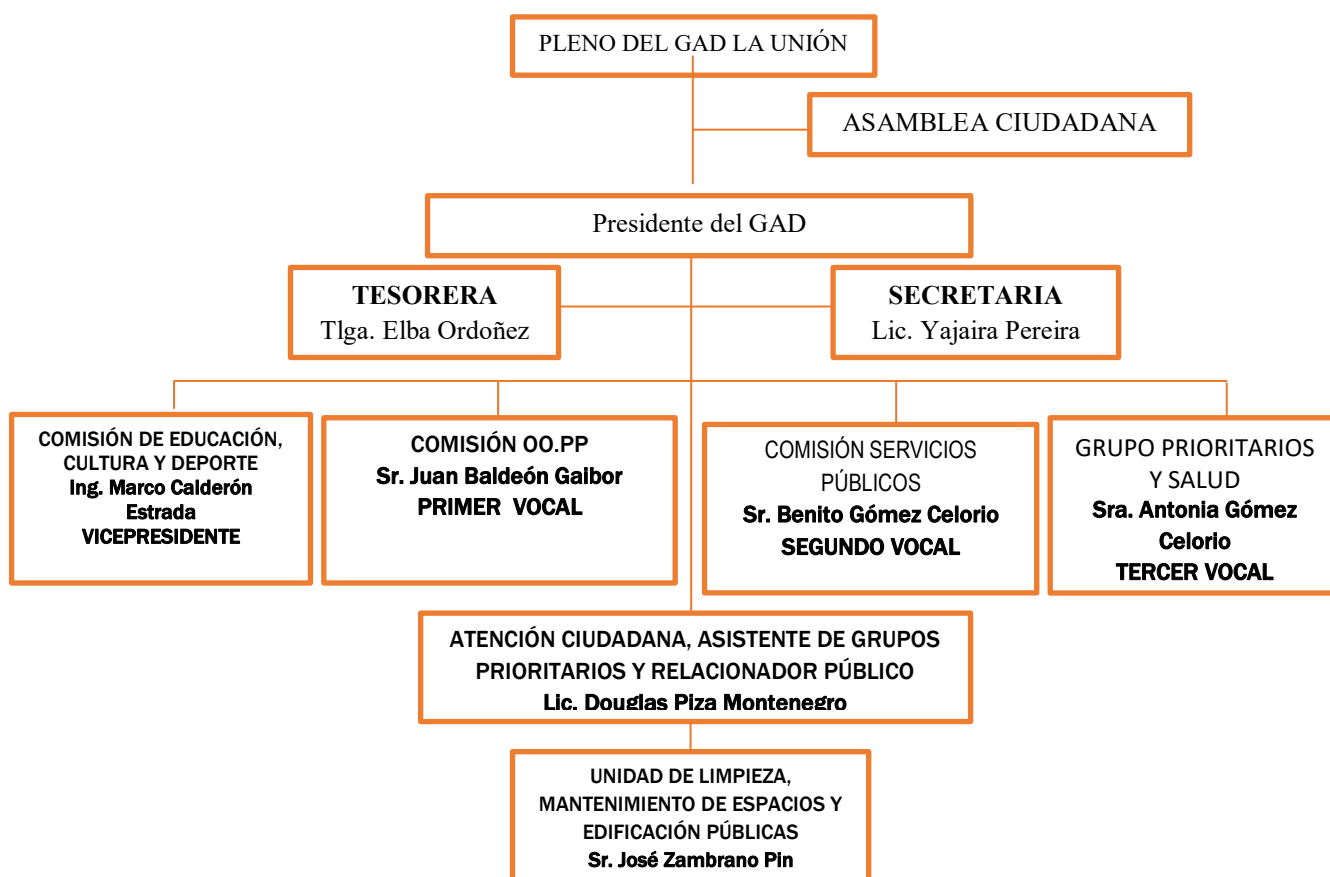 PLENO DEL GAD LA UNIÓN
ASAMBLEA CIUDADANA
Presidente del GAD
TESORERA
Tlga. Elba Ordoñez
SECRETARIA
Lic. Yajaira Pereira
COMISIÓN DE EDUCACIÓN,
CULTURA Y DEPORTE
Ing. Marco Calderón
Estrada
VICEPRESIDENTE
COMISIÓN OO.PP
Sr. Juan Baldeón Gaibor
PRIMER VOCAL
COMISIÓN SERVICIOS
PÚBLICOS
Sr. Benito Gómez Celorio
SEGUNDO VOCAL
GRUPO PRIORITARIOS
Y SALUD
Sra. Antonia Gómez
Celorio
TERCER VOCAL
ATENCIÓN CIUDADANA, ASISTENTE DE GRUPOS
PRIORITARIOS Y RELACIONADOR PÚBLICO
Lic. Douglas Piza Montenegro
UNIDAD DE LIMPIEZA,
MANTENIMIENTO DE ESPACIOS Y
EDIFICACIÓN PÚBLICAS
Sr. José Zambrano Pin